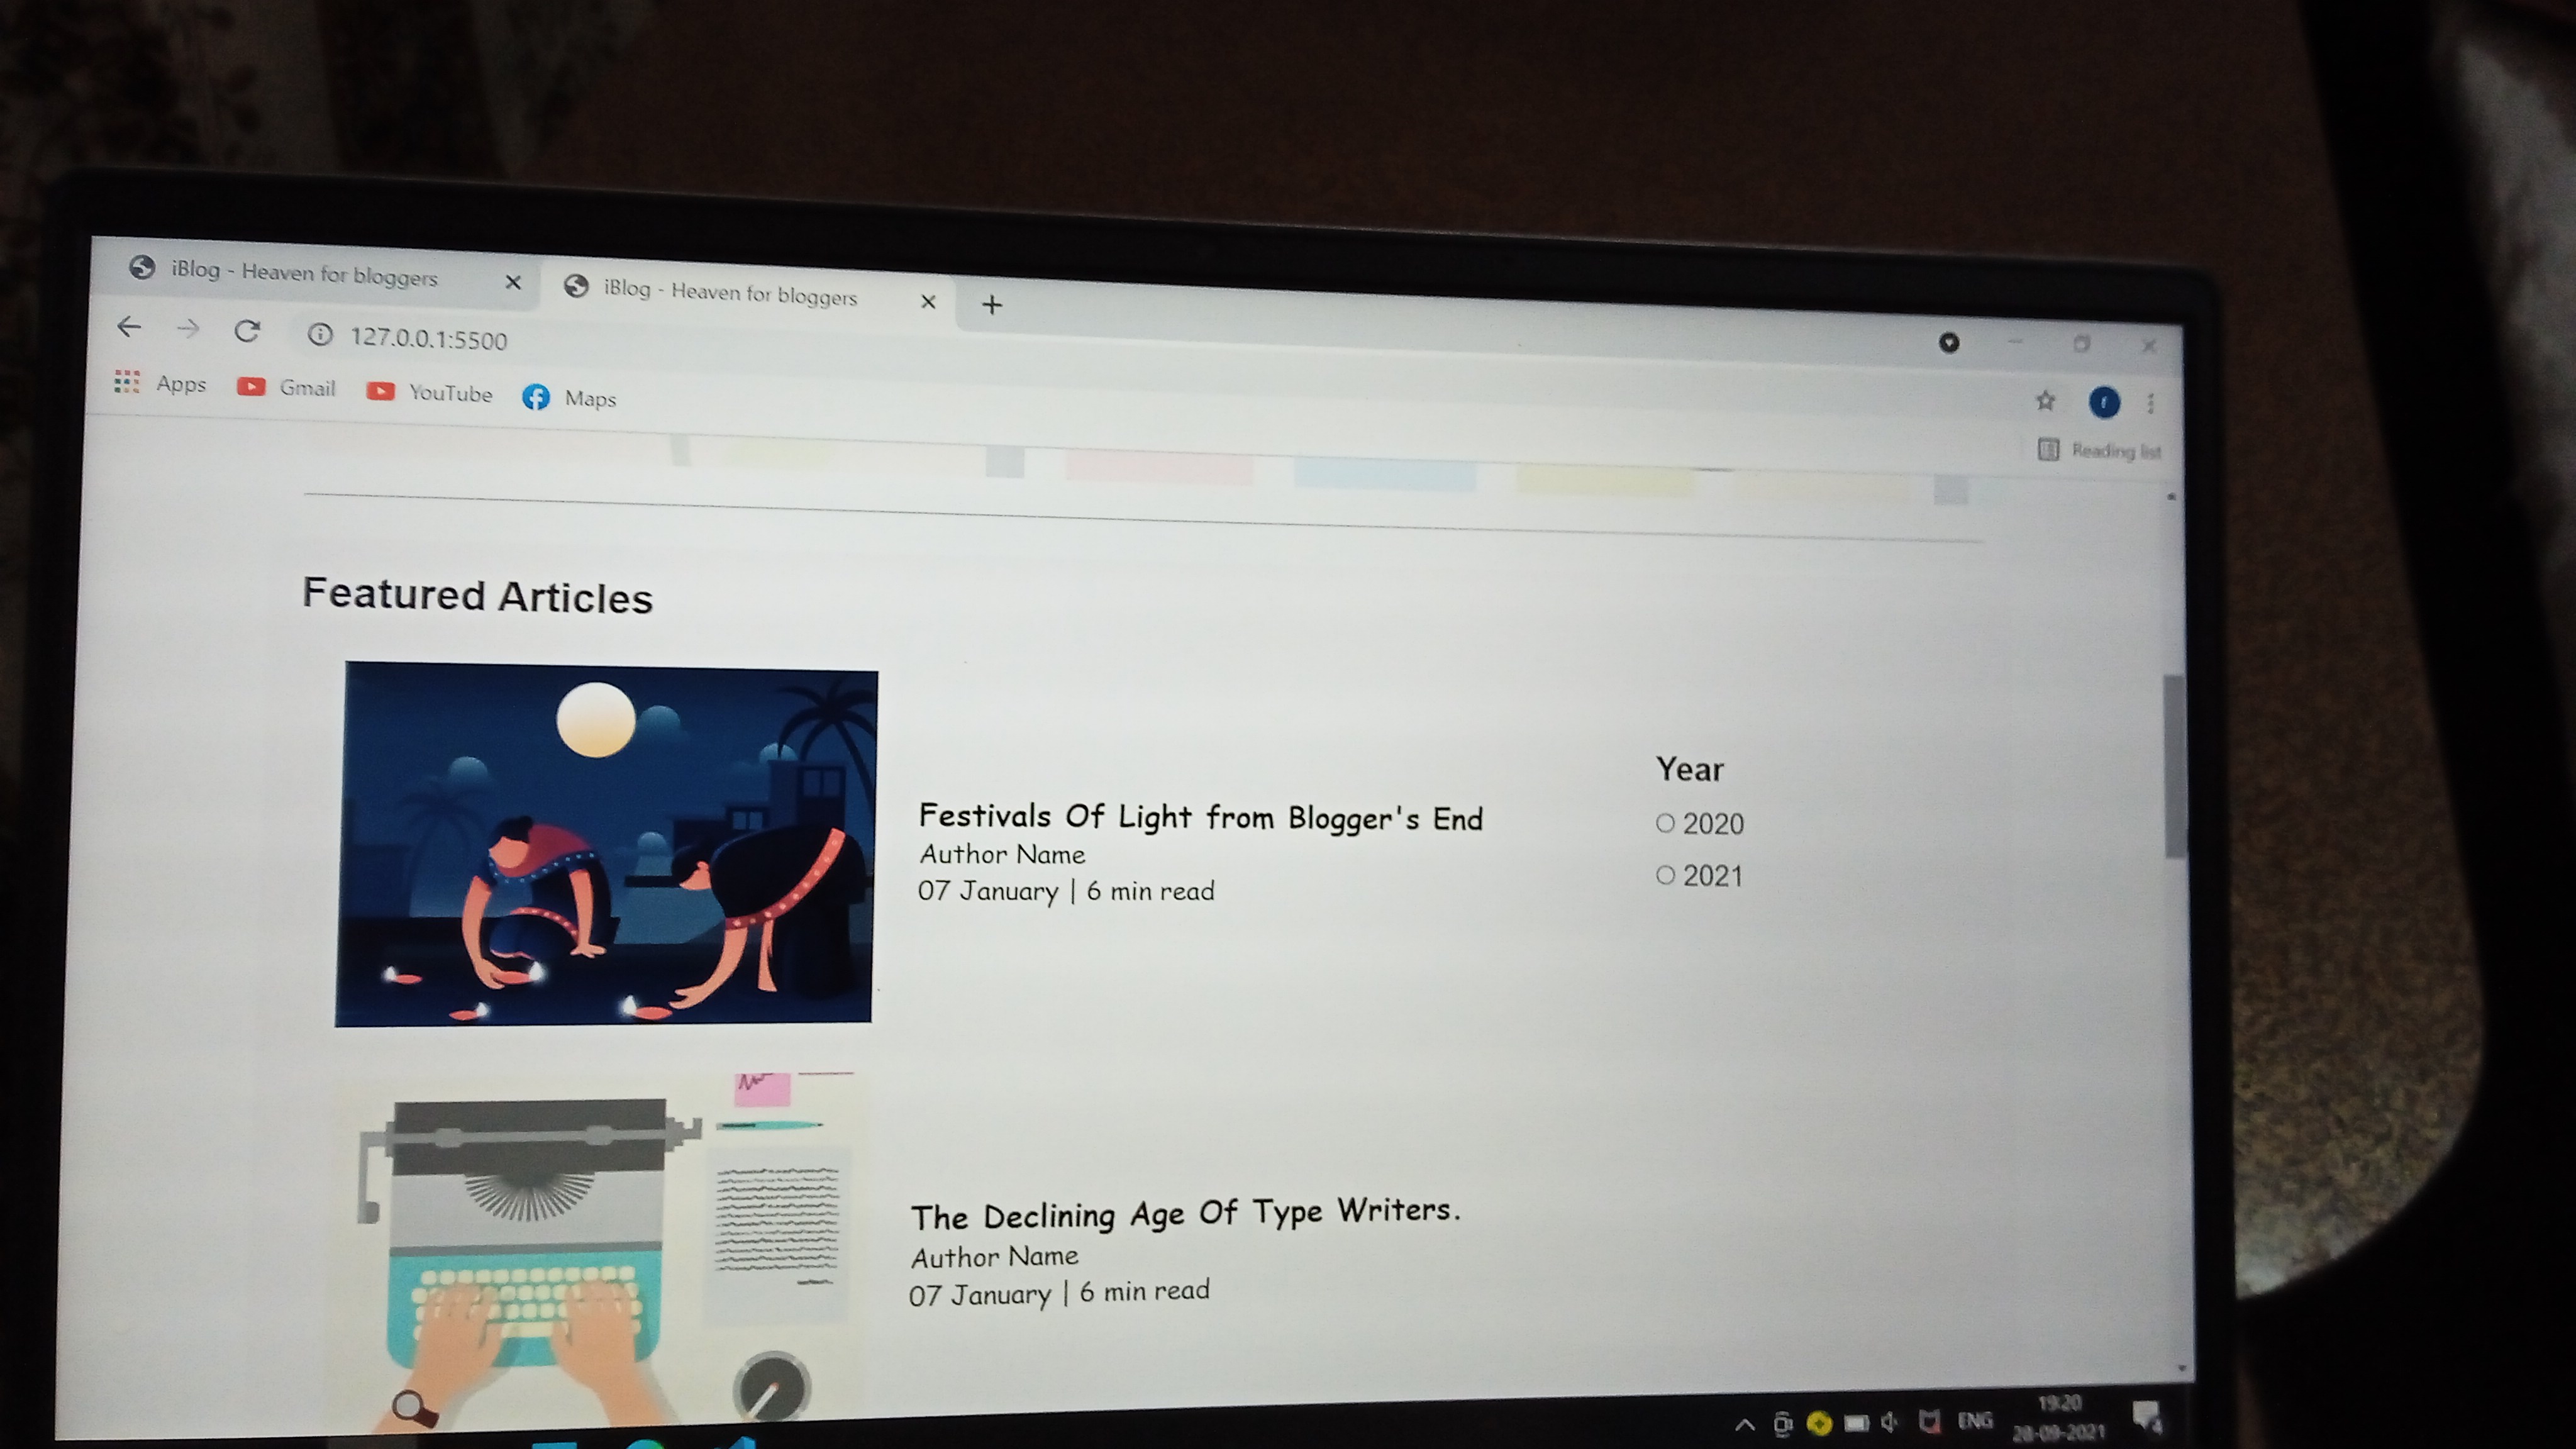 iBlog - Heaven for bloggers
iBlog - Heaven for bloggers
127.0.0.1:5500
Apps Gmail YouTube Maps
Reading list
Featured Articles
Festivals Of Light from Blogger's End
Author Name
07 January | 6 min read
Year
2020
2021
The Declining Age Of Type Writers.
Author Name
07 January | 6 min read
ENG
19:20
28-09-2021